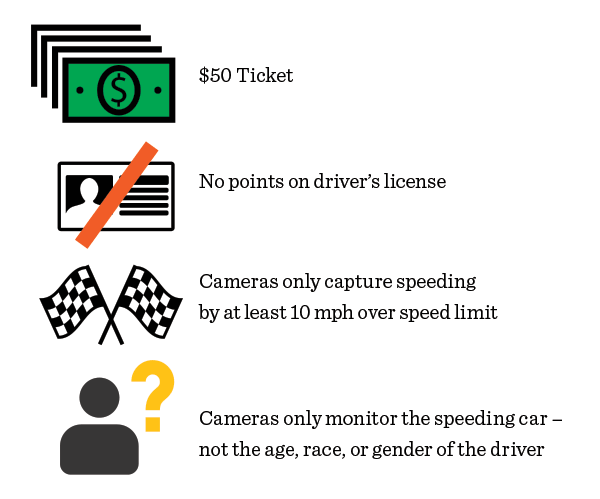 $
$50 Ticket
No points on driver’s license
Cameras only capture speeding
by at least 10 mph over speed limit
?
Cameras only monitor the speeding car –
not the age, race, or gender of the driver